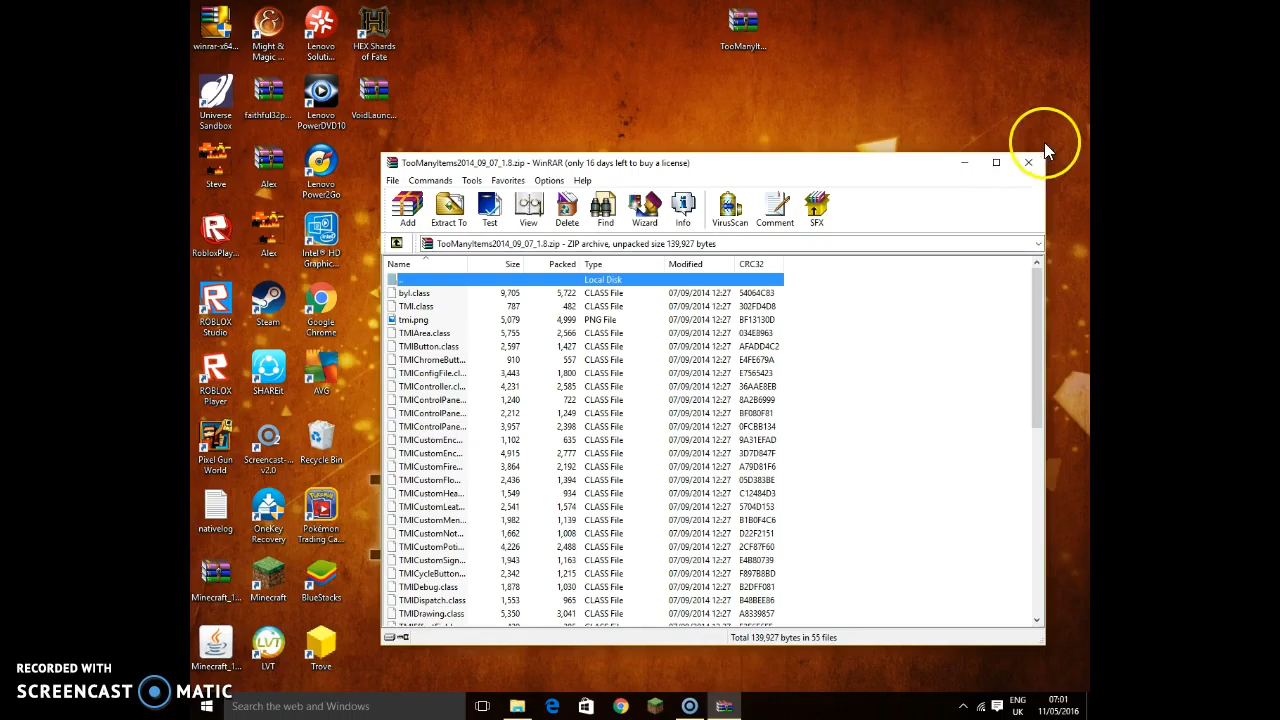 winrar-x64...
Might & Magic ...
Lenovo Soluti...
HEX Shards of Fate
TooManyIt...
Universe Sandbox
faithful32p...
Lenovo PowerDVD10
VoidLaunc...
Steve
Alex
Lenovo Power2Go
RobloxPlay...
Alex
Intel® HD Graphic...
ROBLOX Studio
Steam
Google Chrome
ROBLOX Player
SHAREit
AVG
Pixel Gun World
Screencast-... v2.0
Recycle Bin
nativelog
OneKey Recovery
Pokémon Trading Ca...
Minecraft_1...
Minecraft
BlueStacks
Minecraft_1...
LVT
Trove
TooManyItems2014_09_07_1.8.zip - WinRAR (only 16 days left to buy a license)
File Commands Tools Favorites Options Help
Add Extract To Test View Delete Find Wizard Info VirusScan Comment SFX
TooManyItems2014_09_07_1.8.zip - ZIP archive, unpacked size 139,927 bytes
Name Size Packed Type Modified CRC32
.. Local Disk
byl.class 9,705 5,722 CLASS File 07/09/2014 12:27 54064C83
TMI.class 787 482 CLASS File 07/09/2014 12:27 302FD4D8
tmi.png 5,079 4,999 PNG File 07/09/2014 12:27 BF13130D
TMIArea.class 5,755 2,566 CLASS File 07/09/2014 12:27 034E8963
TMIButton.class 2,597 1,427 CLASS File 07/09/2014 12:27 AFADD4C2
TMIChromeButt... 910 557 CLASS File 07/09/2014 12:27 E4FE679A
TMIConfigFile.cl... 3,443 1,800 CLASS File 07/09/2014 12:27 E7565423
TMIController.cl... 4,231 2,585 CLASS File 07/09/2014 12:27 36AAE8EB
TMIControlPane... 1,240 722 CLASS File 07/09/2014 12:27 8A2B6999
TMIControlPane... 2,212 1,249 CLASS File 07/09/2014 12:27 BF080F81
TMIControlPane... 3,957 2,398 CLASS File 07/09/2014 12:27 0FCBB134
TMICustomEnc... 1,102 635 CLASS File 07/09/2014 12:27 9A31EFAD
TMICustomEnc... 4,915 2,777 CLASS File 07/09/2014 12:27 3D7D847F
TMICustomFire... 3,864 2,192 CLASS File 07/09/2014 12:27 A79D81F6
TMICustomFlo... 2,436 1,394 CLASS File 07/09/2014 12:27 05D383BE
TMICustomHea... 1,549 934 CLASS File 07/09/2014 12:27 C12484D3
TMICustomLeat... 2,541 1,574 CLASS File 07/09/2014 12:27 5704D153
TMICustomMen... 1,982 1,139 CLASS File 07/09/2014 12:27 B1B0F4C6
TMICustomNot... 1,662 1,008 CLASS File 07/09/2014 12:27 D22F2151
TMICustomPoti... 4,226 2,488 CLASS File 07/09/2014 12:27 2CF87F60
TMICustomSign... 1,943 1,163 CLASS File 07/09/2014 12:27 E4B80739
TMICycleButton... 2,342 1,215 CLASS File 07/09/2014 12:27 F897B8BD
TMIDebug.class 1,878 1,030 CLASS File 07/09/2014 12:27 B2DFF081
TMIDispatch.class 1,553 965 CLASS File 07/09/2014 12:27 B48BEE86
TMIDrawing.class 5,350 3,041 CLASS File 07/09/2014 12:27 A8339857
Total 139,927 bytes in 55 files
RECORDED WITH
SCREENCAST MATIC
Search the web and Windows
ENG UK
07:01
11/05/2016